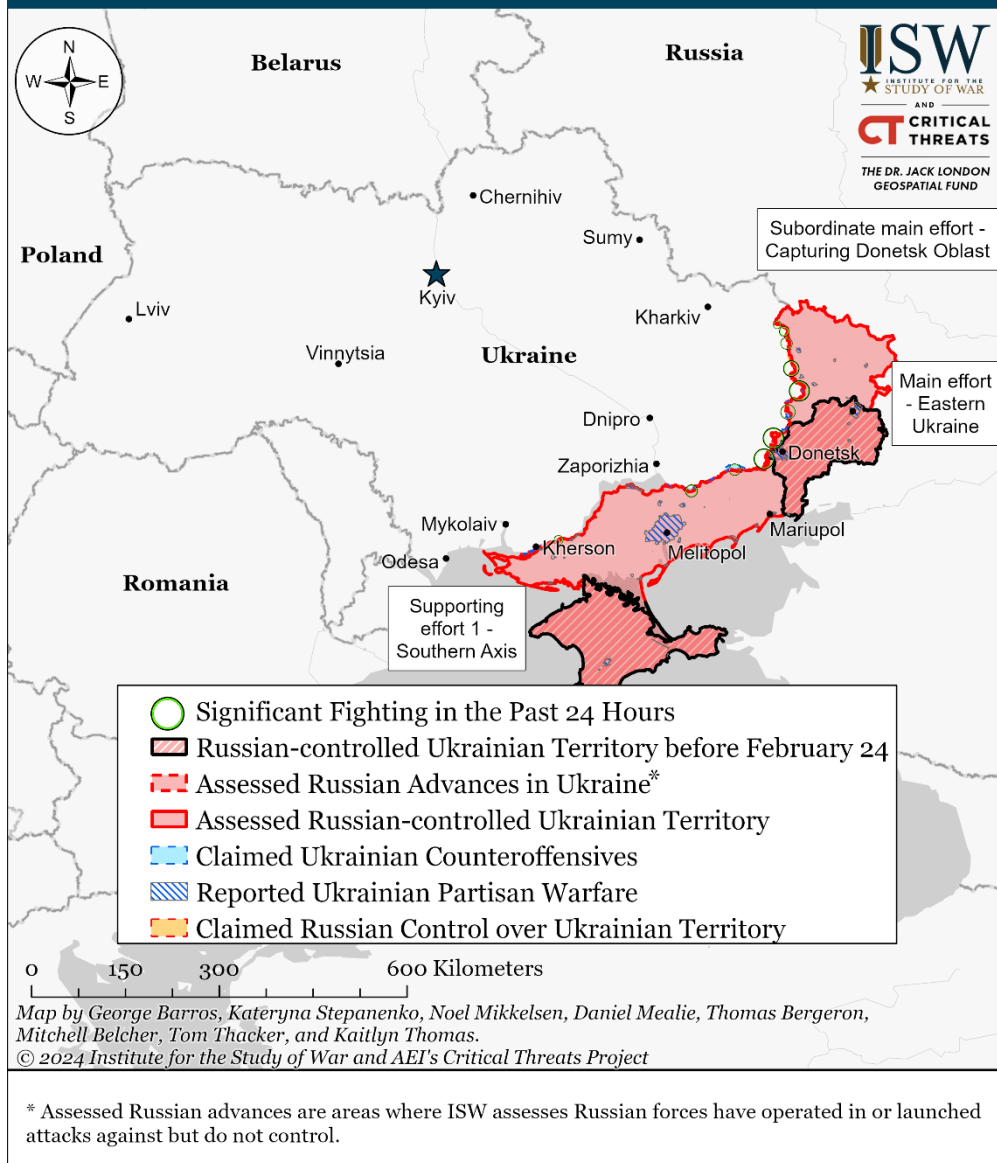 N
W
E
S
Belarus
Russia
ISW
INSTITUTE FOR THE
STUDY OF WAR
AND
CT CRITICAL
THREATS
THE DR. JACK LONDON
GEOSPATIAL FUND
Chernihiv
Sumy
Subordinate main effort -
Capturing Donetsk Oblast
Poland
Kyiv
Lviv
Kharkiv
Vinnytsia
Ukraine
Main effort
- Eastern
Ukraine
Dnipro
Donetsk
Zaporizhia
Mykolaiv
Mariupol
Kherson
Melitopol
Odesa
Romania
Supporting
effort 1 -
Southern Axis
Significant Fighting in the Past 24 Hours
Russian-controlled Ukrainian Territory before February 24
Assessed Russian Advances in Ukraine*
Assessed Russian-controlled Ukrainian Territory
Claimed Ukrainian Counteroffensives
Reported Ukrainian Partisan Warfare
Claimed Russian Control over Ukrainian Territory
0 150 300 600 Kilometers
Map by George Barros, Kateryna Stepanenko, Noel Mikkelsen, Daniel Mealie, Thomas Bergeron,
Mitchell Belcher, Tom Thacker, and Kaitlyn Thomas.
© 2024 Institute for the Study of War and AEI's Critical Threats Project
* Assessed Russian advances are areas where ISW assesses Russian forces have operated in or launched
attacks against but do not control.